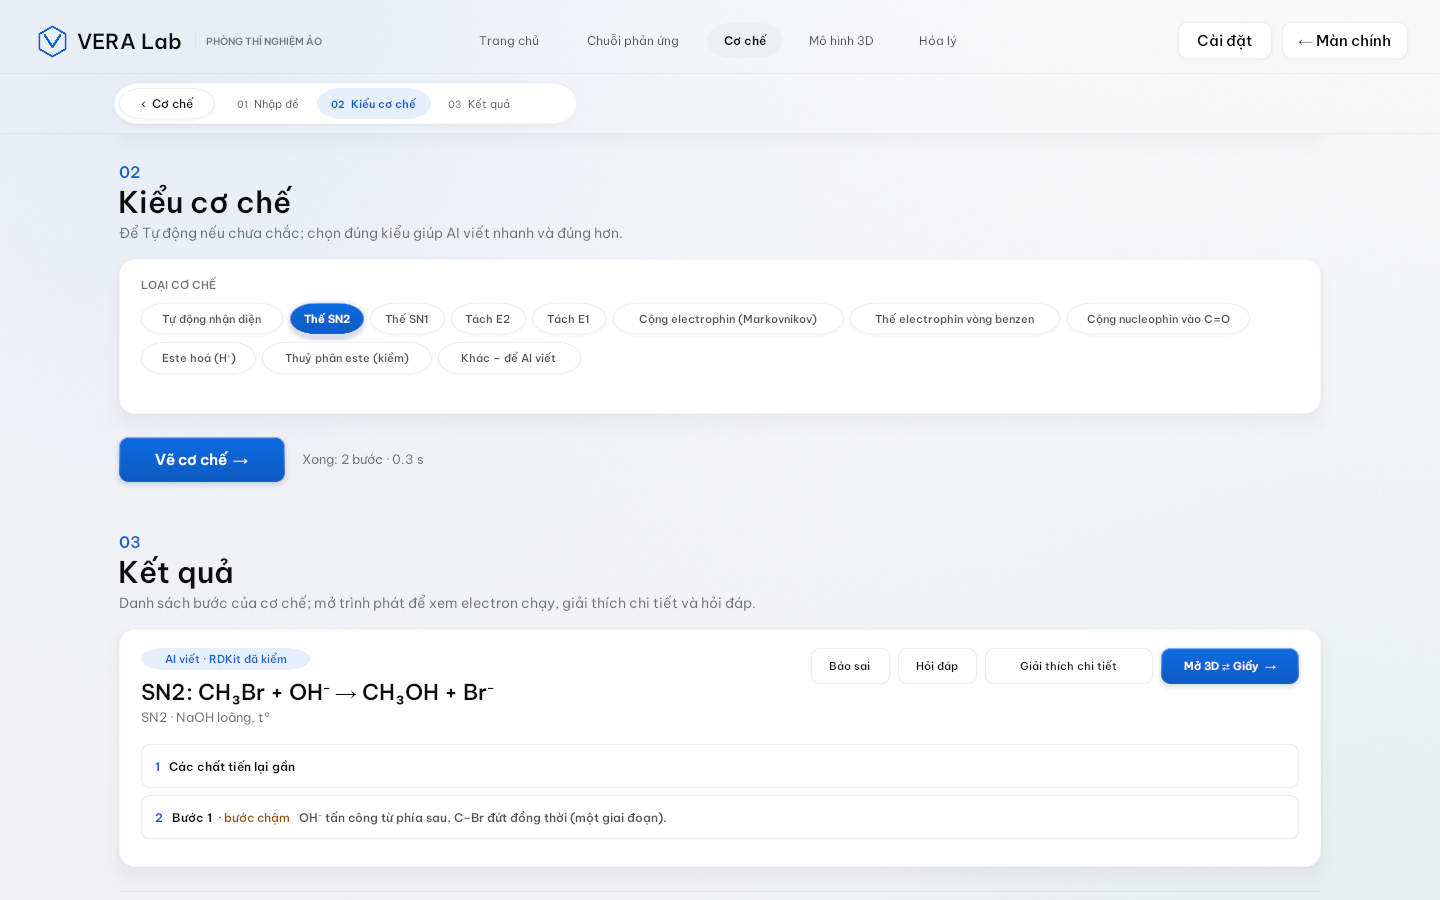 VERA Lab PHÒNG THÍ NGHIỆM ẢO Trang chủ Chuỗi phản ứng Cơ chế Mô hình 3D Hóa lý Cài đặt ← Màn chính
‹ Cơ chế 01 Nhập đề 02 Kiểu cơ chế 03 Kết quả
02
Kiểu cơ chế
Để Tự động nếu chưa chắc; chọn đúng kiểu giúp AI viết nhanh và đúng hơn.
LOẠI CƠ CHẾ
Tự động nhận diện Thế SN2 Thế SN1 Tách E2 Tách E1 Cộng electrophin (Markovnikov) Thế electrophin vòng benzen Cộng nucleophin vào C=O
Este hoá (H⁺) Thuỷ phân este (kiềm) Khác – để AI viết
Vẽ cơ chế → Xong: 2 bước · 0.3 s
03
Kết quả
Danh sách bước của cơ chế; mở trình phát để xem electron chạy, giải thích chi tiết và hỏi đáp.
AI viết · RDKit đã kiểm Báo sai Hỏi đáp Giải thích chi tiết Mở 3D ⇄ Giấy →
SN2: CH₃Br + OH⁻ → CH₃OH + Br⁻
SN2 · NaOH loãng, t°
1 Các chất tiến lại gần
2 Bước 1 · bước chậm OH⁻ tấn công từ phía sau, C–Br đứt đồng thời (một giai đoạn).